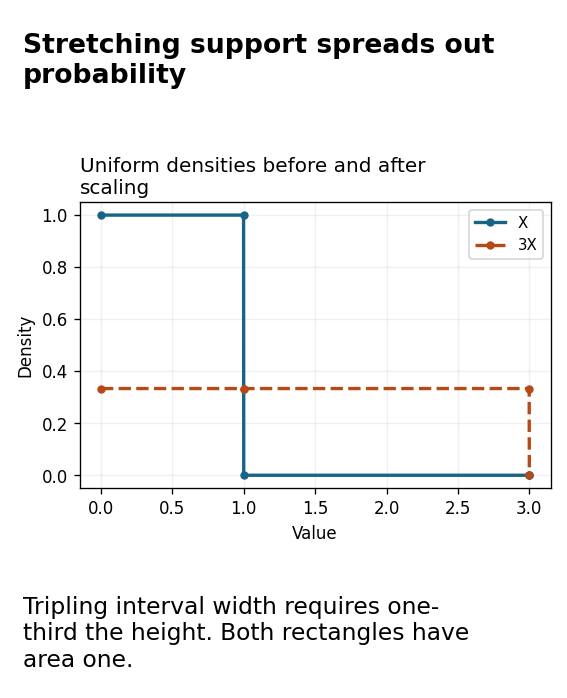 Stretching support spreads out
probability
Uniform densities before and after
scaling
1.0
0.8
0.6
0.4
0.2
0.0
Density
X
3X
0.0 0.5 1.0 1.5 2.0 2.5 3.0
Value
Tripling interval width requires one-
third the height. Both rectangles have
area one.